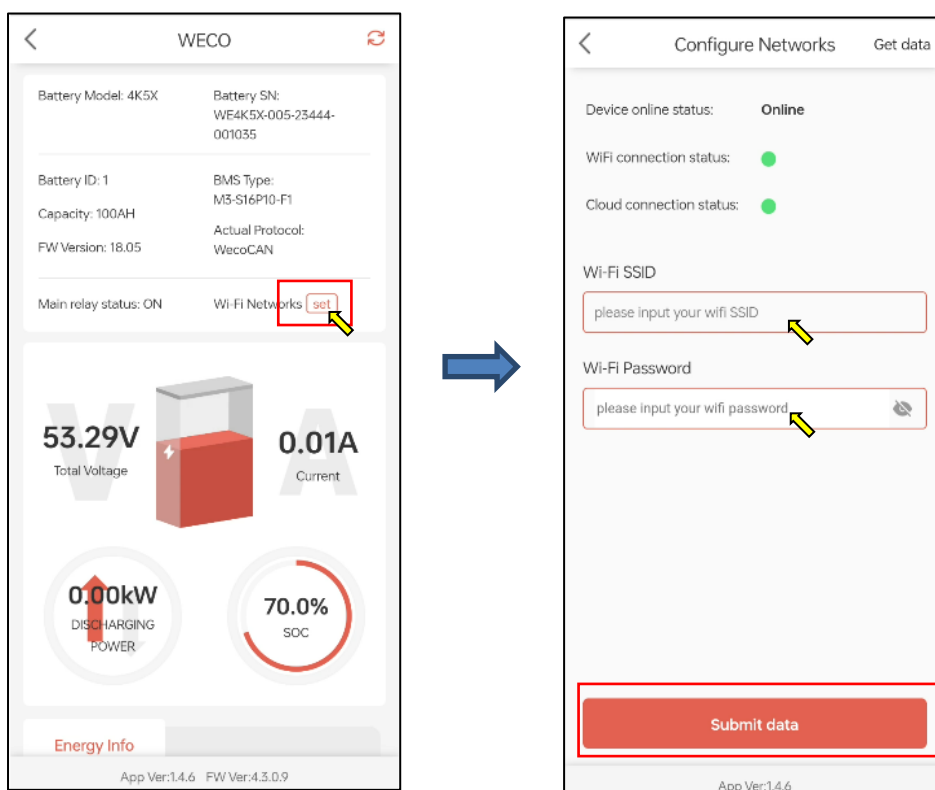 WECO
Battery Model: 4K5X
Battery SN:
WE4K5X-005-23444-
001035
Battery ID: 1
BMS Type:
M3-S16P10-F1
Capacity: 100AH
Actual Protocol:
WecoCAN
FW Version: 18.05
Main relay status: ON
Wi-Fi Networks set
V
A
53.29V
Total Voltage
0.01A
Current
0.00kW
DISCHARGING
POWER
70.0%
SOC
Energy Info
App Ver:1.4.6 FW Ver:4.3.0.9
Configure Networks
Get data
Device online status: Online
WiFi connection status:
Cloud connection status:
Wi-Fi SSID
please input your wifi SSID
Wi-Fi Password
please input your wifi password
Submit data
App Ver:1.4.6